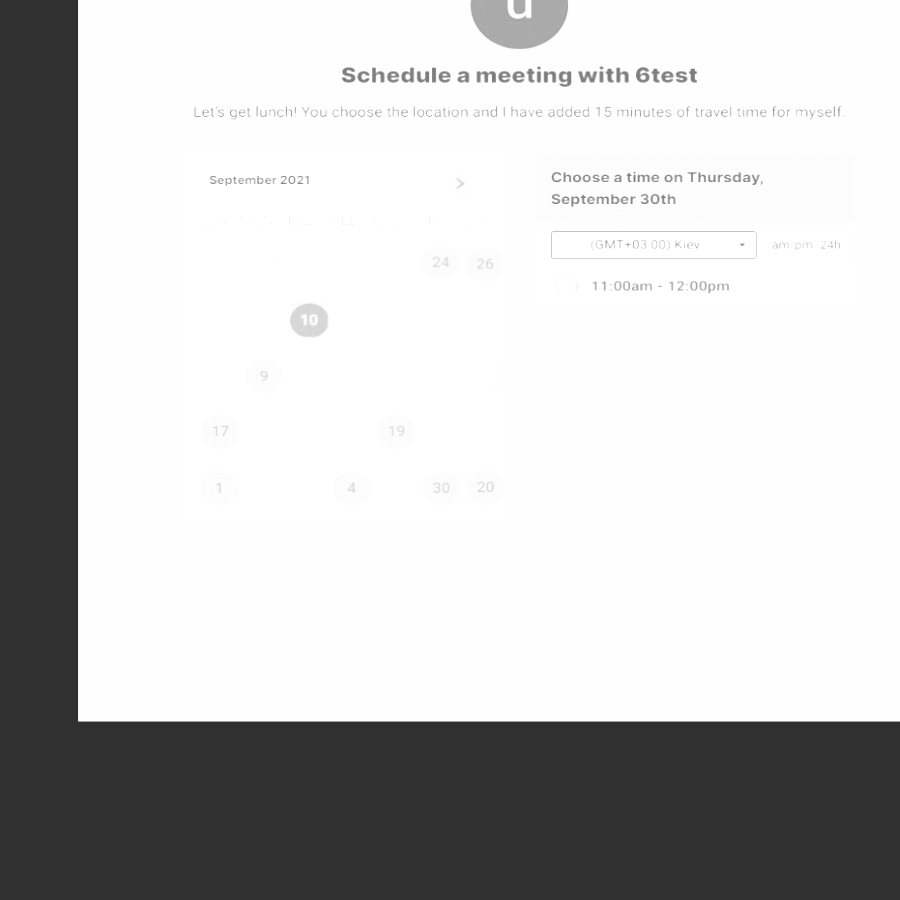 u
Schedule a meeting with 6test
Let's get lunch! You choose the location and I have added 15 minutes of travel time for myself.
September 2021
24 26
10
9
17 19
1 4 30 20
Choose a time on Thursday,
September 30th
(GMT+03:00) Kiev am/pm 24h
11:00am - 12:00pm